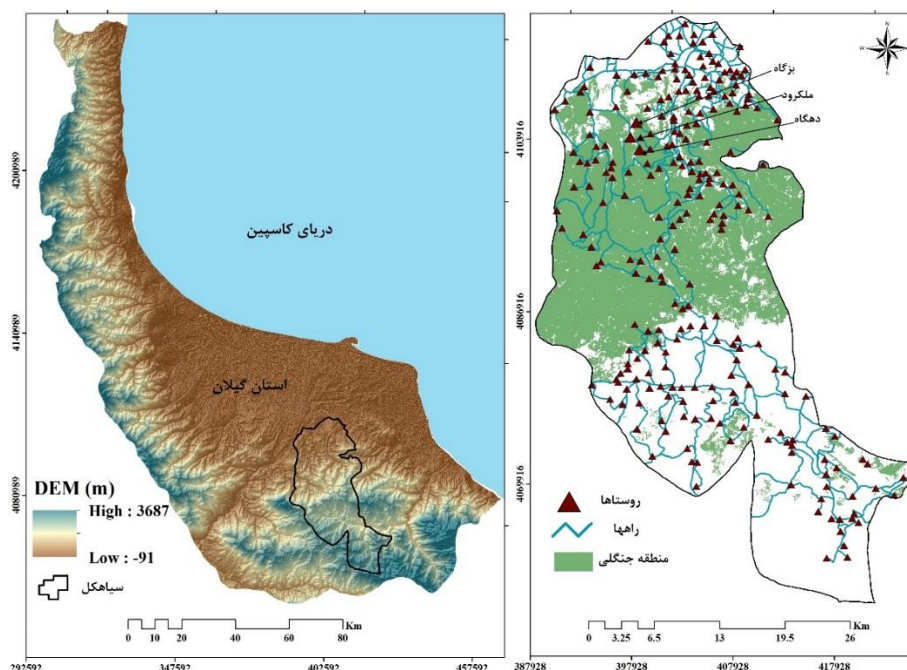 دریای کاسپین
استان گیلان
DEM (m)
High : 3687
Low : -91
سیاهکل
Km
0 10 20 40 60 80
4200989
4140989
4080989
292592 347592 402592 457592
N
W E
S
بزگاه
ملکرود
دهگاه
4103916
4086916
4069916
روستاها
راهها
منطقه جنگلی
Km
0 3.25 6.5 13 19.5 26
387928 397928 407928 417928